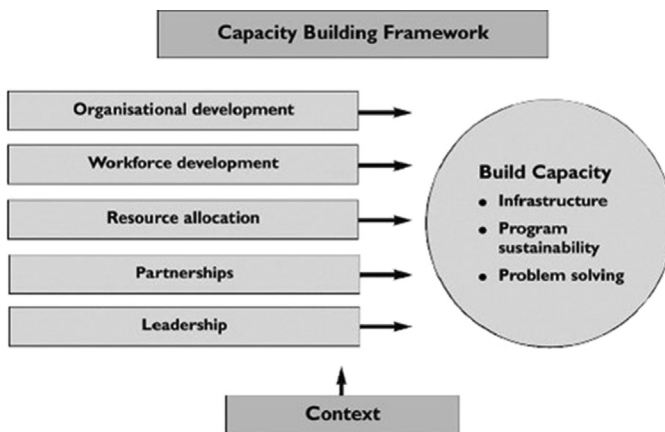 Capacity Building Framework
Organisational development
Workforce development
Resource allocation
Partnerships
Leadership
Build Capacity
• Infrastructure
• Program
sustainability
• Problem solving
Context